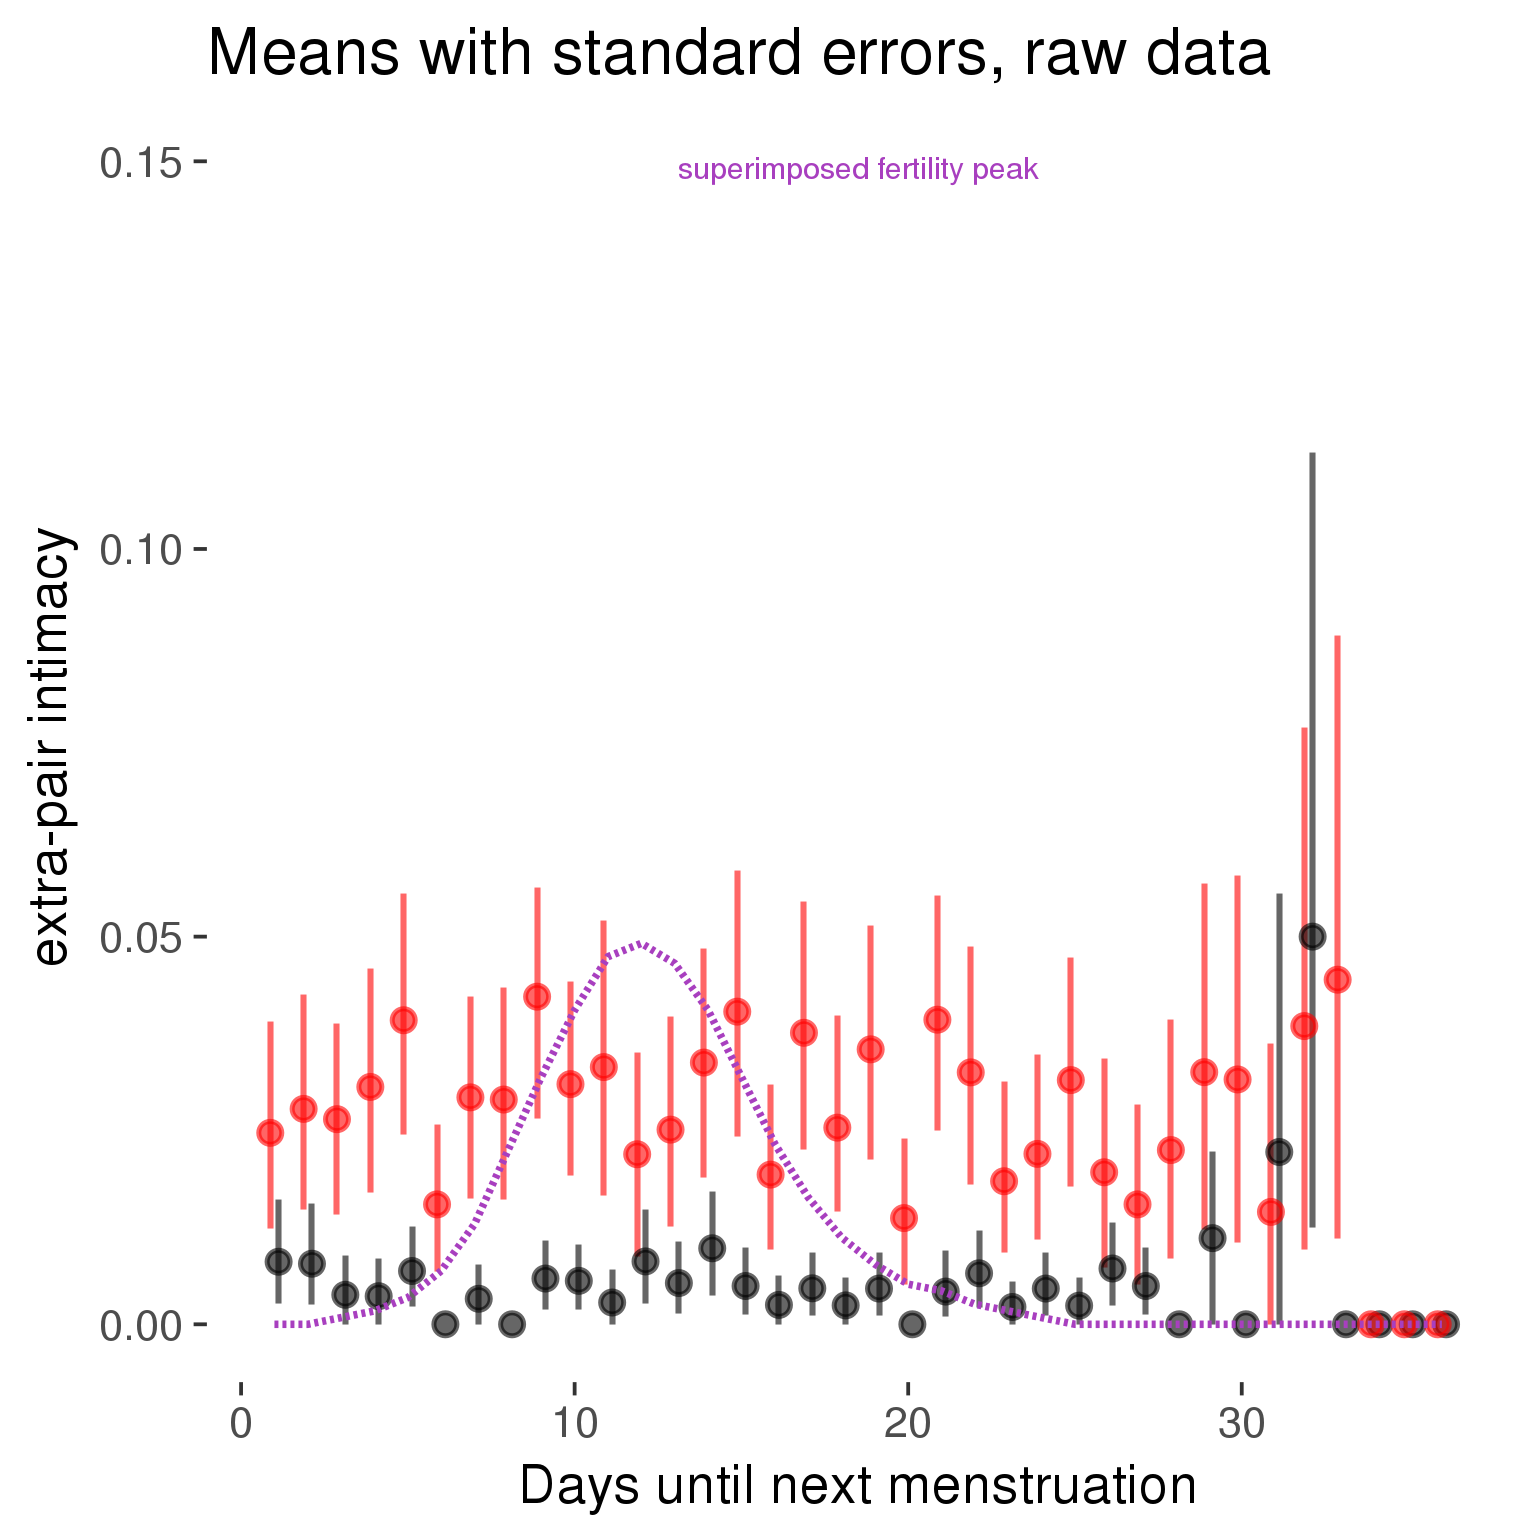 Means with standard errors, raw data
superimposed fertility peak
0.15
0.10
0.05
0.00
extra-pair intimacy
0 10 20 30
Days until next menstruation